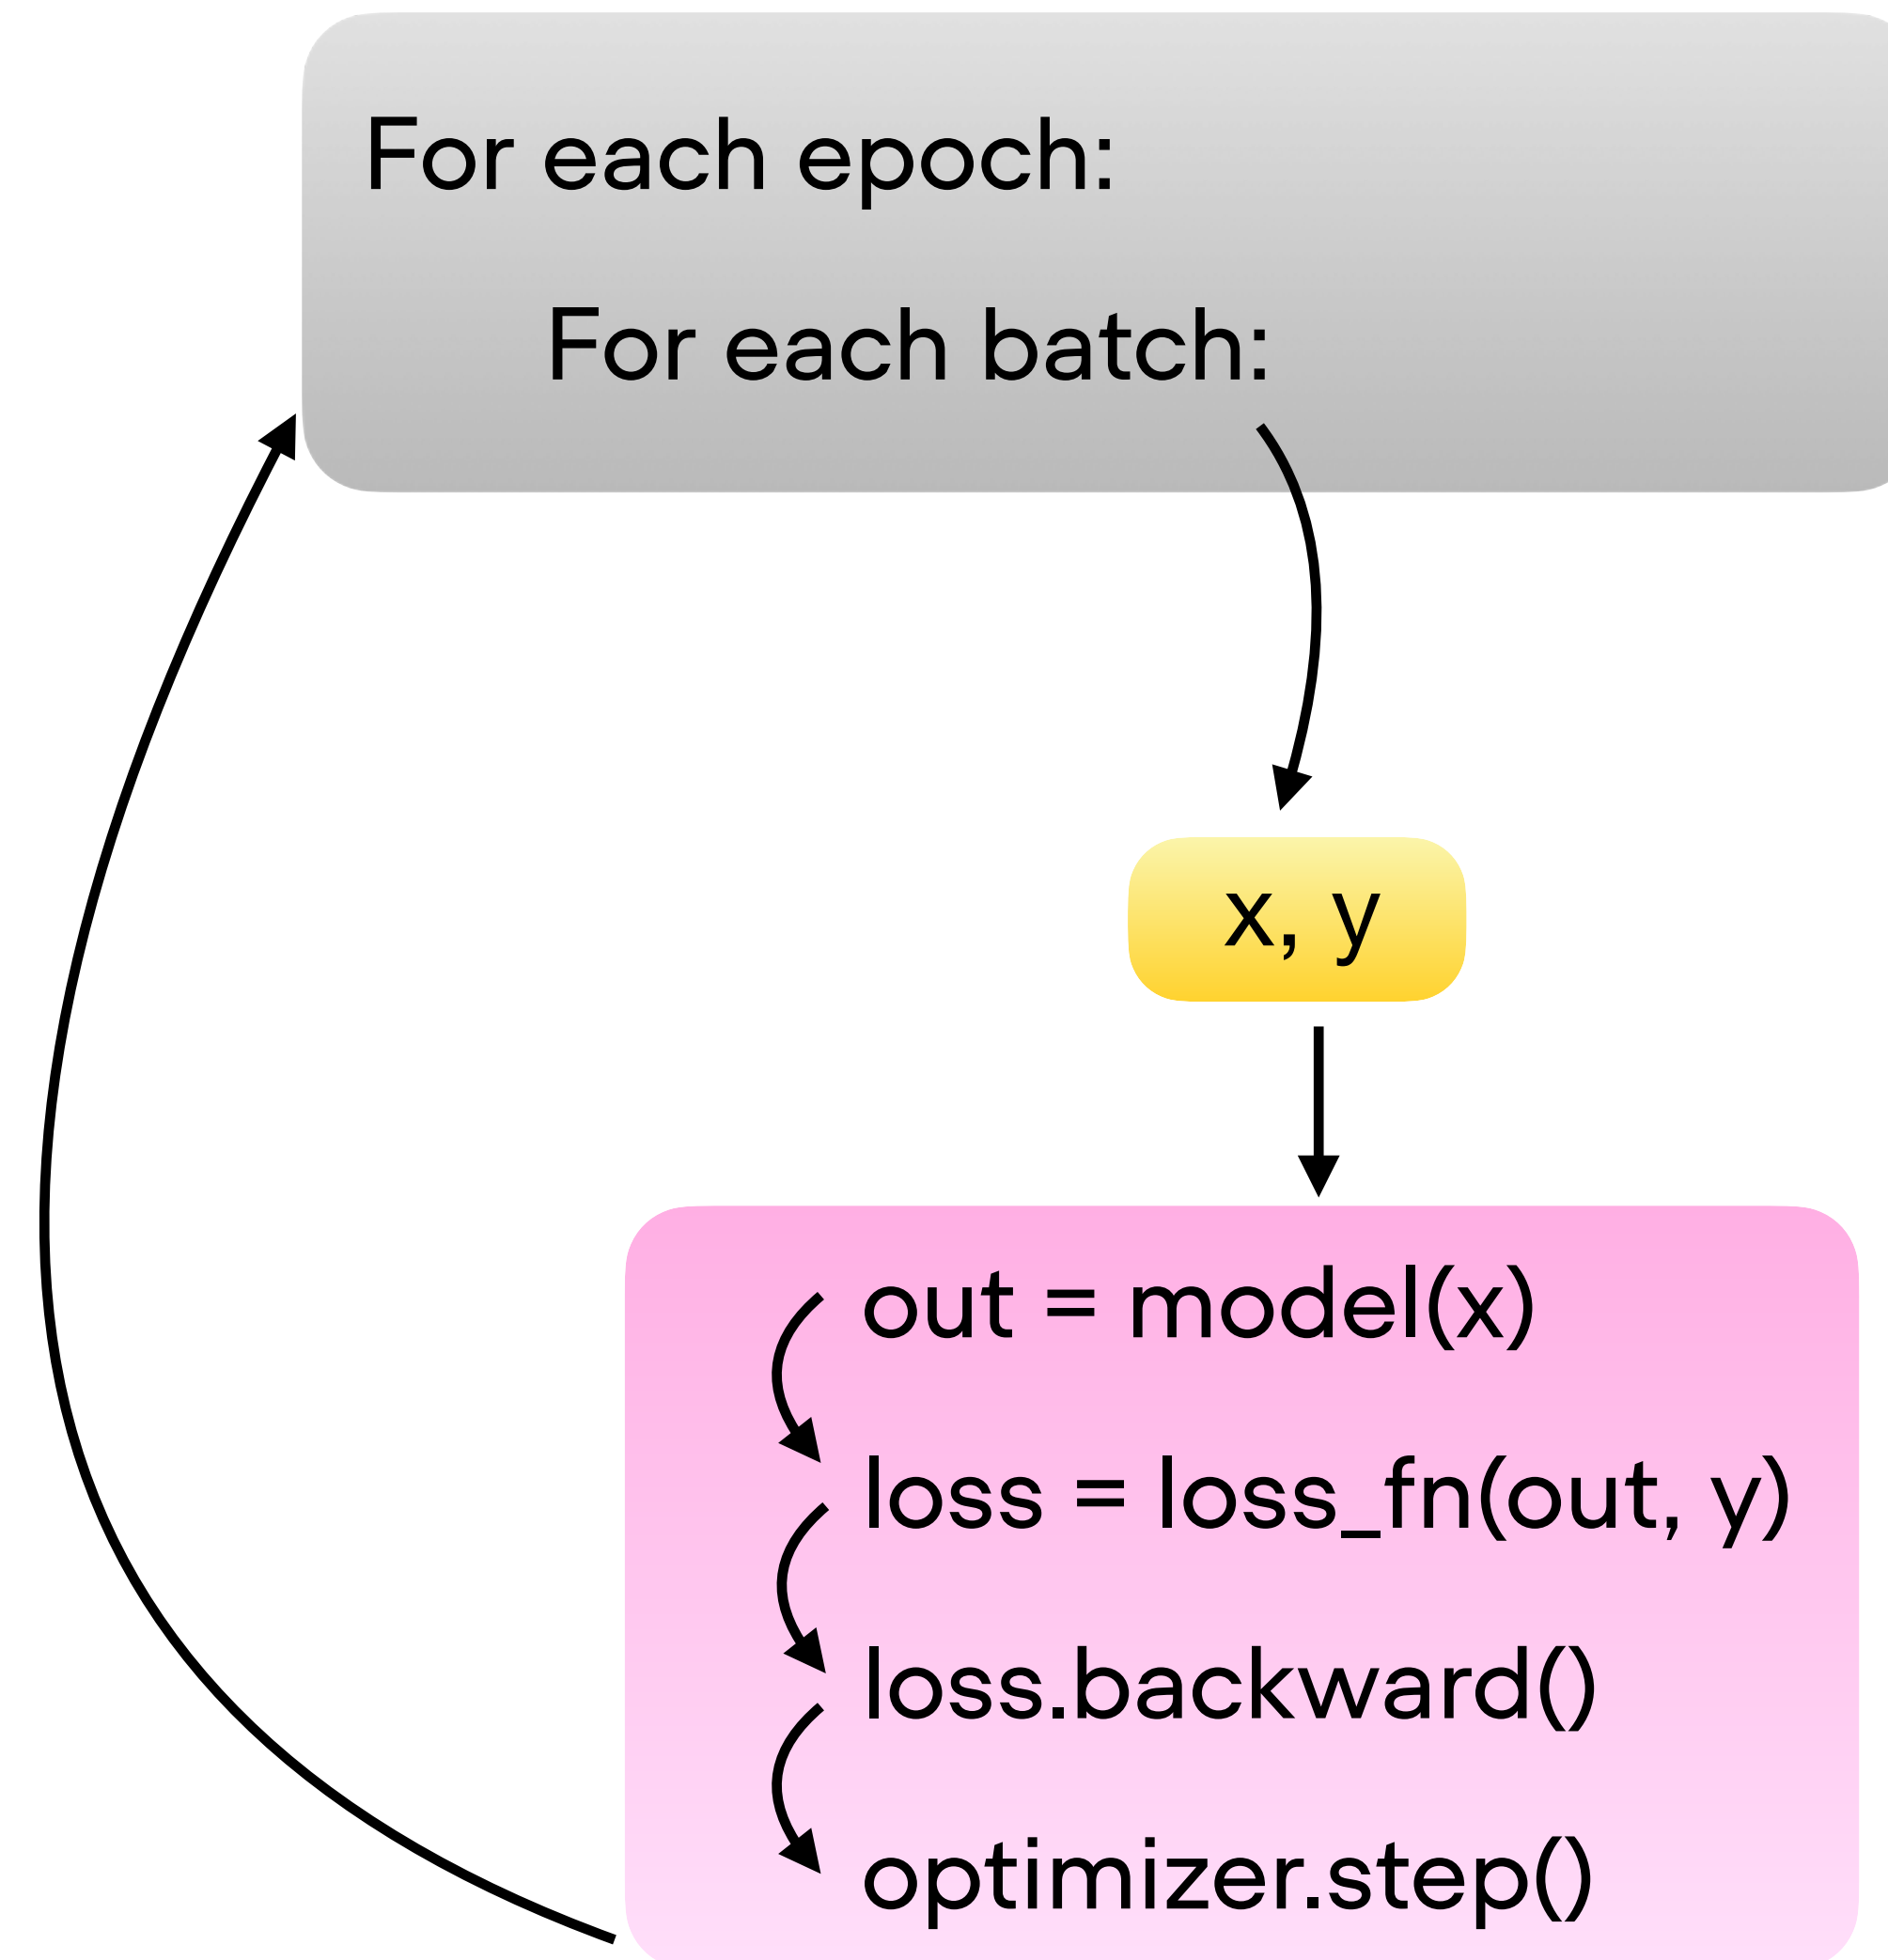 For each epoch:
For each batch:
x, y
out = model(x)
loss = loss_fn(out, y)
loss.backward()
optimizer.step()